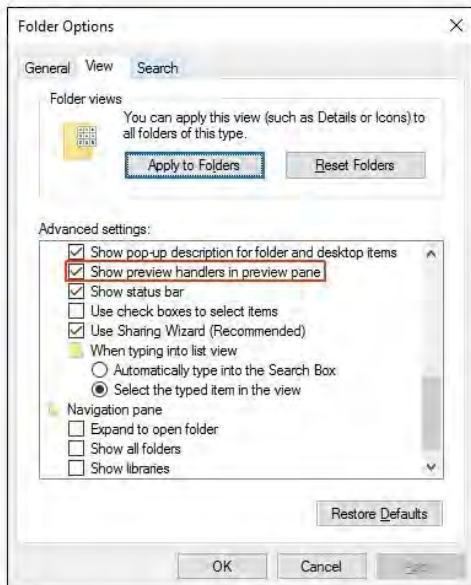 Folder Options
General View Search
Folder views
You can apply this view (such as Details or Icons) to
all folders of this type.
Apply to Folders Reset Folders
Advanced settings:
Show pop-up description for folder and desktop items
Show preview handlers in preview pane
Show status bar
Use check boxes to select items
Use Sharing Wizard (Recommended)
When typing into list view
Automatically type into the Search Box
Select the typed item in the view
Navigation pane
Expand to open folder
Show all folders
Show libraries
Restore Defaults
OK Cancel